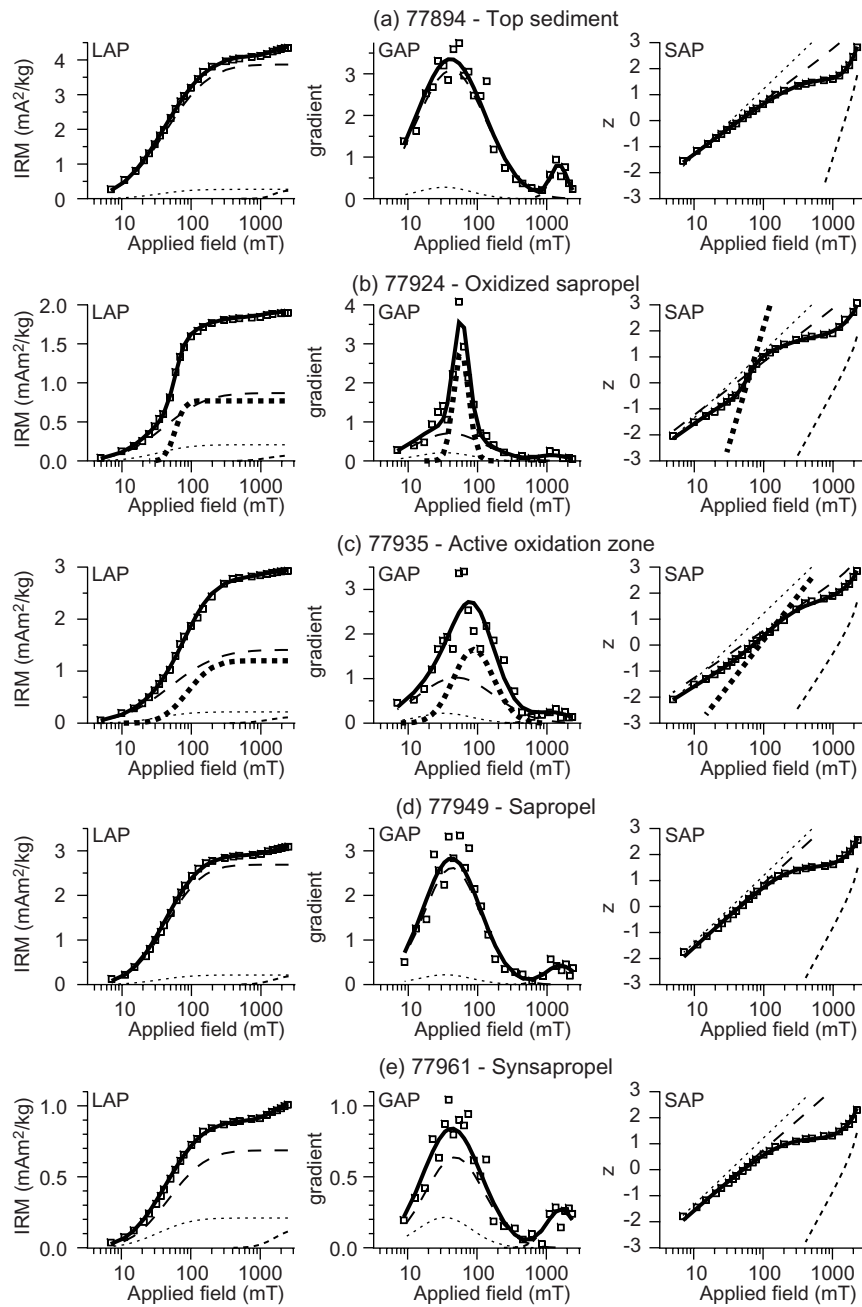 (a) 77894 - Top sediment
LAP
GAP
SAP
IRM (mA²/kg)
4
3
2
1
0
gradient
3
2
1
0
z
3
2
1
0
-1
-2
-3
10 100 1000
10 100 1000
10 100 1000
Applied field (mT)
Applied field (mT)
Applied field (mT)
(b) 77924 - Oxidized sapropel
LAP
GAP
SAP
IRM (mAm²/kg)
2.0
1.5
1.0
0.5
0.0
gradient
4
3
2
1
0
z
3
2
1
0
-1
-2
-3
10 100 1000
10 100 1000
10 100 1000
Applied field (mT)
Applied field (mT)
Applied field (mT)
(c) 77935 - Active oxidation zone
LAP
GAP
SAP
IRM (mAm²/kg)
3
2
1
0
gradient
3
2
1
0
z
3
2
1
0
-1
-2
-3
10 100 1000
10 100 1000
10 100 1000
Applied field (mT)
Applied field (mT)
Applied field (mT)
(d) 77949 - Sapropel
LAP
GAP
SAP
IRM (mAm²/kg)
3
2
1
0
gradient
3
2
1
0
z
3
2
1
0
-1
-2
-3
10 100 1000
10 100 1000
10 100 1000
Applied field (mT)
Applied field (mT)
Applied field (mT)
(e) 77961 - Synsapropel
LAP
GAP
SAP
IRM (mAm²/kg)
1.0
0.5
0.0
gradient
1.0
0.5
0.0
z
3
2
1
0
-1
-2
-3
10 100 1000
10 100 1000
10 100 1000
Applied field (mT)
Applied field (mT)
Applied field (mT)